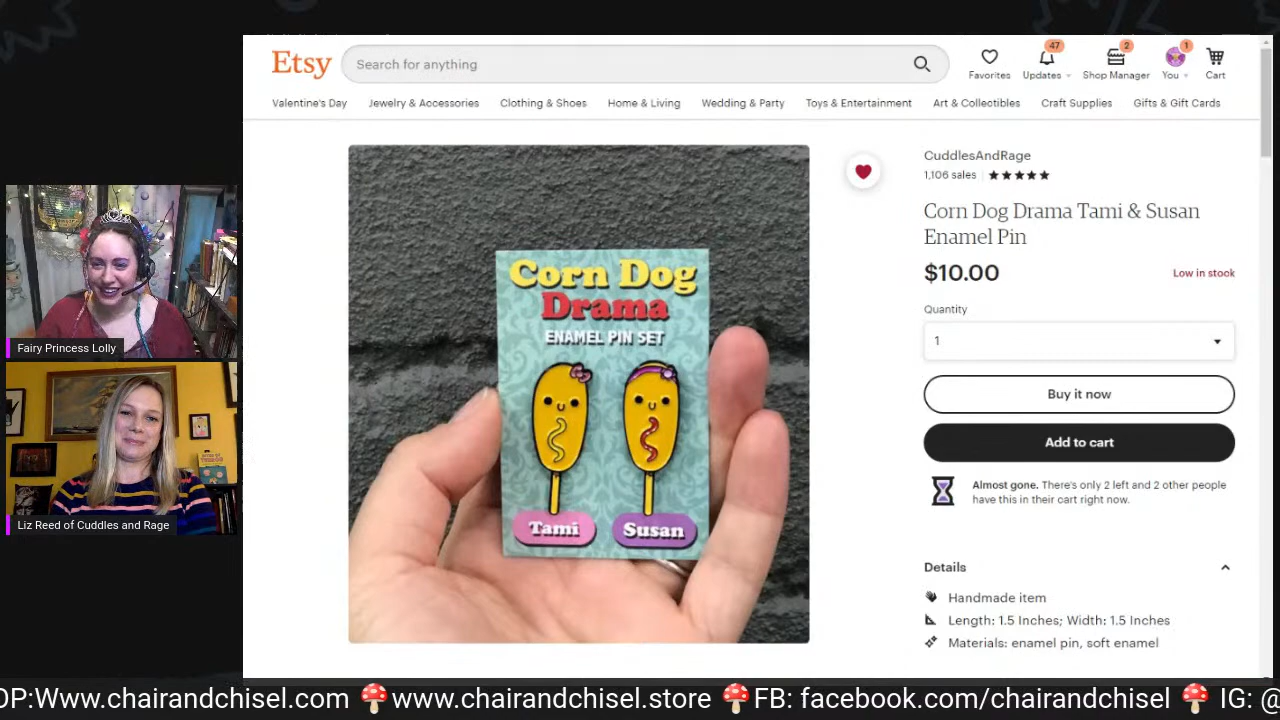 Etsy
Search for anything
Favorites
47
Updates
2
Shop Manager
1
You
Cart
Valentine's Day
Jewelry & Accessories
Clothing & Shoes
Home & Living
Wedding & Party
Toys & Entertainment
Art & Collectibles
Craft Supplies
Gifts & Gift Cards
Corn Dog
Drama
ENAMEL PIN SET
Tami
Susan
CuddlesAndRage
1,106 sales
Corn Dog Drama Tami & Susan
Enamel Pin
$10.00
Low in stock
Quantity
1
Buy it now
Add to cart
Almost gone. There's only 2 left and 2 other people
have this in their cart right now.
Details
Handmade item
Length: 1.5 Inches; Width: 1.5 Inches
Materials: enamel pin, soft enamel
Fairy Princess Lolly
Liz Reed of Cuddles and Rage
OP:Www.chairandchisel.com 🍄www.chairandchisel.store 🍄FB: facebook.com/chairandchisel 🍄 IG: @